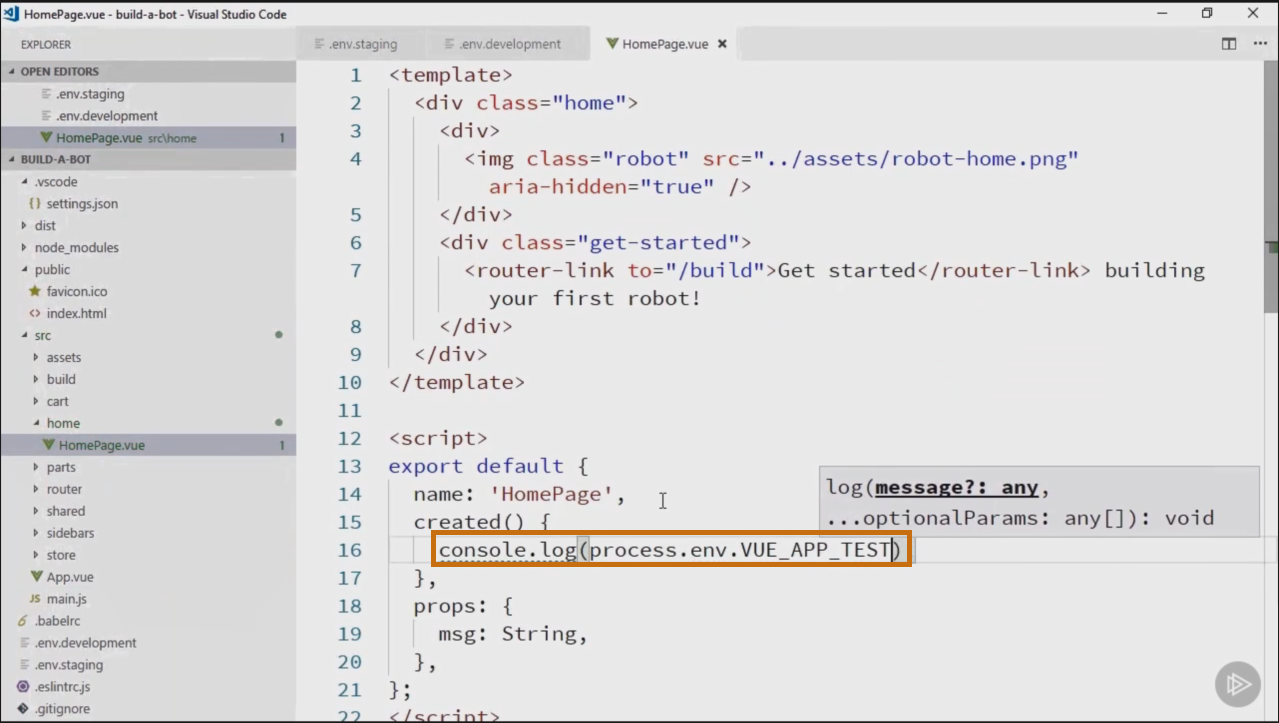 HomePage.vue - build-a-bot - Visual Studio Code
EXPLORER
OPEN EDITORS
.env.staging
.env.development
HomePage.vue src\home 1
BUILD-A-BOT
.vscode
{} settings.json
dist
node_modules
public
favicon.ico
<> index.html
src
assets
build
cart
home
HomePage.vue 1
parts
router
shared
sidebars
store
App.vue
JS main.js
.babelrc
.env.development
.env.staging
.eslintrc.js
.gitignore
.env.staging .env.development HomePage.vue
1 <template>
2 <div class="home">
3 <div>
4 <img class="robot" src="../assets/robot-home.png"
aria-hidden="true" />
5 </div>
6 <div class="get-started">
7 <router-link to="/build">Get started</router-link> building
your first robot!
8 </div>
9 </div>
10 </template>
11
12 <script>
13 export default {
14 name: 'HomePage',
15 created() {
16 console.log(process.env.VUE_APP_TEST)
17 },
18 props: {
19 msg: String,
20 },
21 };
22 </script>
log(message?: any,
...optionalParams: any[]): void